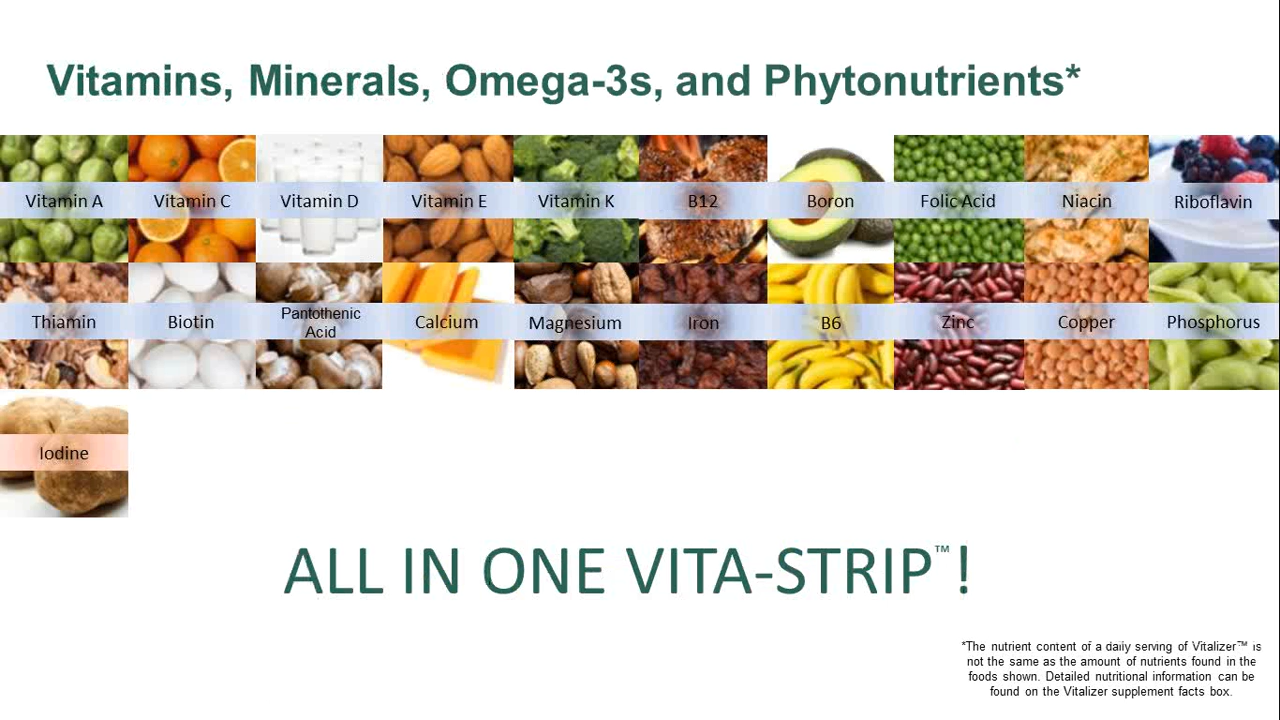 Vitamins, Minerals, Omega-3s, and Phytonutrients*
Vitamin A
Vitamin C
Vitamin D
Vitamin E
Vitamin K
B12
Boron
Folic Acid
Niacin
Riboflavin
Thiamin
Biotin
Pantothenic
Acid
Calcium
Magnesium
Iron
B6
Zinc
Copper
Phosphorus
Iodine
ALL IN ONE VITA-STRIP™!
*The nutrient content of a daily serving of Vitalizer™ is
not the same as the amount of nutrients found in the
foods shown. Detailed nutritional information can be
found on the Vitalizer supplement facts box.